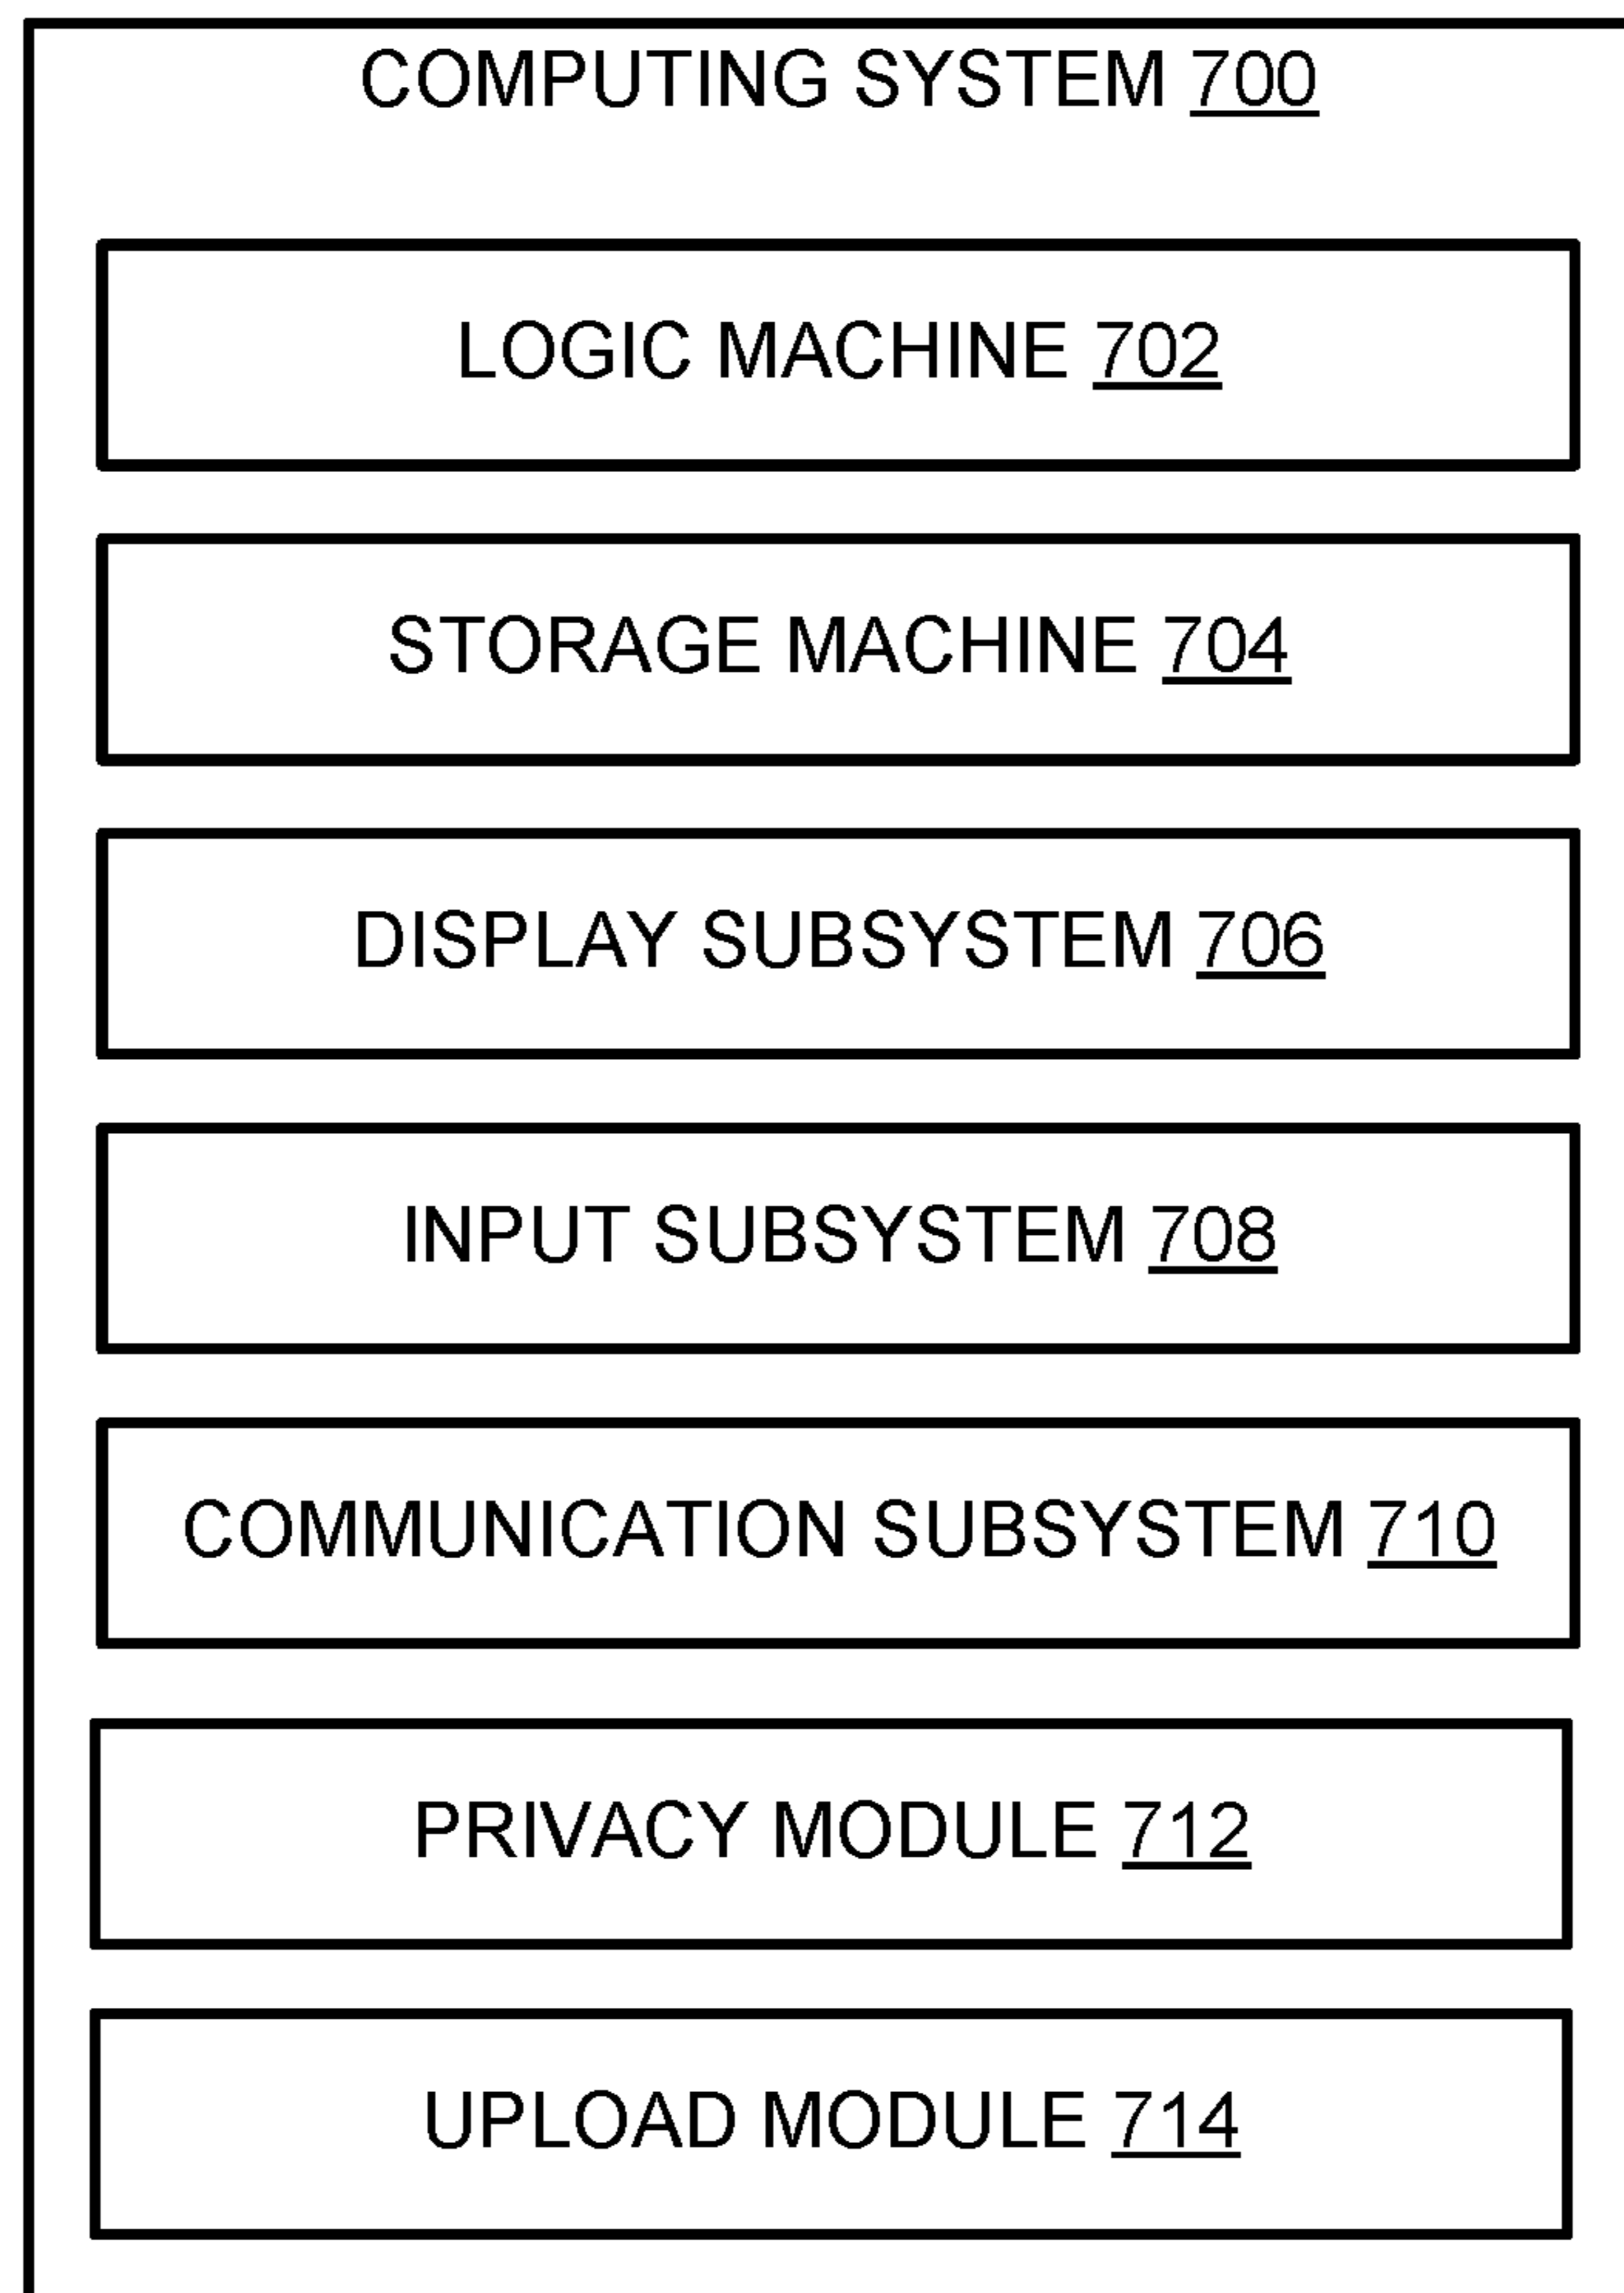 COMPUTING SYSTEM 700
LOGIC MACHINE 702
STORAGE MACHINE 704
DISPLAY SUBSYSTEM 706
INPUT SUBSYSTEM 708
COMMUNICATION SUBSYSTEM 710
PRIVACY MODULE 712
UPLOAD MODULE 714